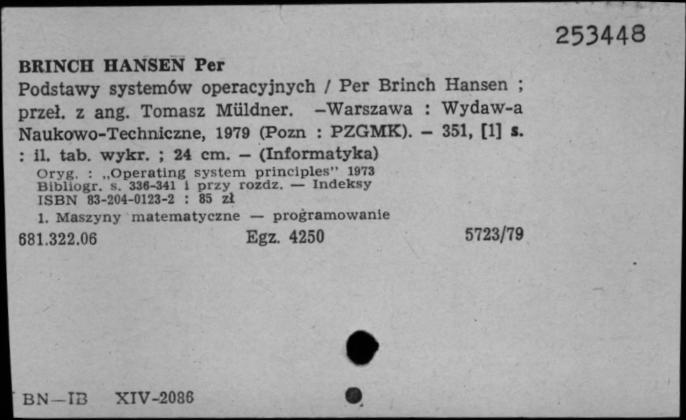 253448
BRINCH HANSEN Per
Podstawy systemów operacyjnych / Per Brinch Hansen ;
przeł. z ang. Tomasz Müldner. —Warszawa : Wydaw-a
Naukowo-Techniczne, 1979 (Pozn : PZGMK). — 351, [1] s.
: il. tab. wykr. ; 24 cm. — (Informatyka)
Oryg. : „Operating system principles" 1973
Bibliogr. s. 336-341 i przy rozdz. — Indeksy
ISBN 83-204-0123-2 : 85 zł
1. Maszyny matematyczne — programowanie
681.322.06 Egz. 4250 5723/79
BN—IB XIV-2086